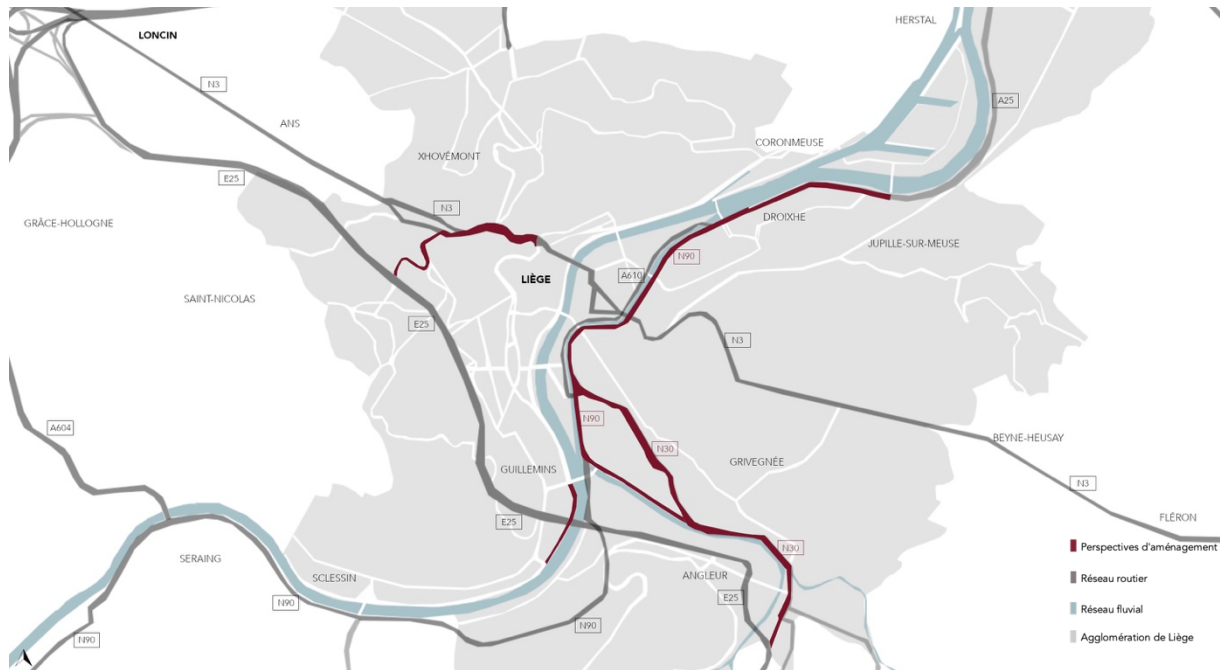 HERSTAL
LONCIN
N3
A25
ANS
CORONMEUSE
XHOVÉMONT
E25
N3
DROIXHE
GRÂCE-HOLLOGNE
JUPILLE-SUR-MEUSE
N90
A610
LIÈGE
SAINT-NICOLAS
E25
N3
N90
A604
BEYNE-HEUSAY
N30
GRIVEGNÉE
GUILLEMINS
N3
FLÉRON
E25
N30
Perspectives d'aménagement
SERAING
SCLESSIN
ANGLEUR
Réseau routier
E25
N90
Réseau fluvial
N90
N90
Agglomération de Liège